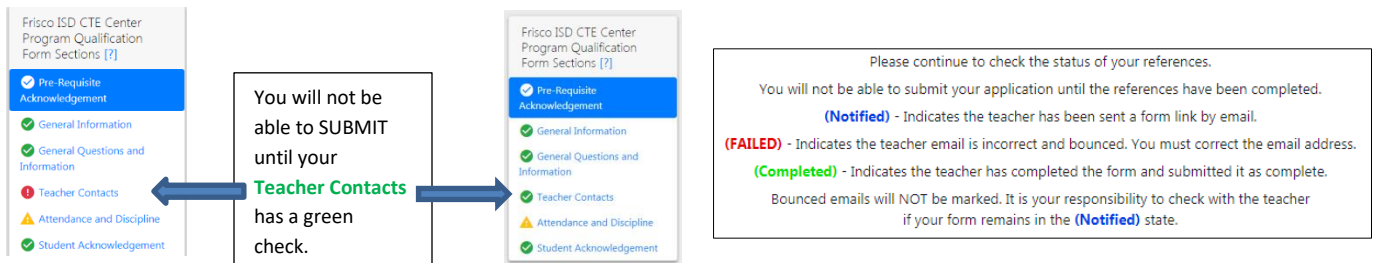 Frisco ISD CTE Center
Program Qualification
Form Sections [?]
Pre-Requisite
Acknowledgement
General Information
General Questions and
Information
Teacher Contacts
Attendance and Discipline
Student Acknowledgement
You will not be
able to SUBMIT
until your
Teacher Contacts
has a green
check.
Frisco ISD CTE Center
Program Qualification
Form Sections [?]
Pre-Requisite
Acknowledgement
General Information
General Questions and
Information
Teacher Contacts
Attendance and Discipline
Student Acknowledgement
Please continue to check the status of your references.
You will not be able to submit your application until the references have been completed.
(Notified) - Indicates the teacher has been sent a form link by email.
(FAILED) - Indicates the teacher email is incorrect and bounced. You must correct the email address.
(Completed) - Indicates the teacher has completed the form and submitted it as complete.
Bounced emails will NOT be marked. It is your responsibility to check with the teacher
if your form remains in the (Notified) state.